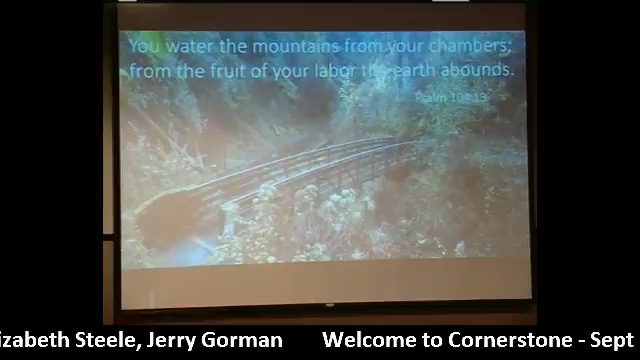 You water the mountains from your chambers;
from the fruit of your labor the earth abounds.
Psalm 104:13
izabeth Steele, Jerry Gorman Welcome to Cornerstone - Sept